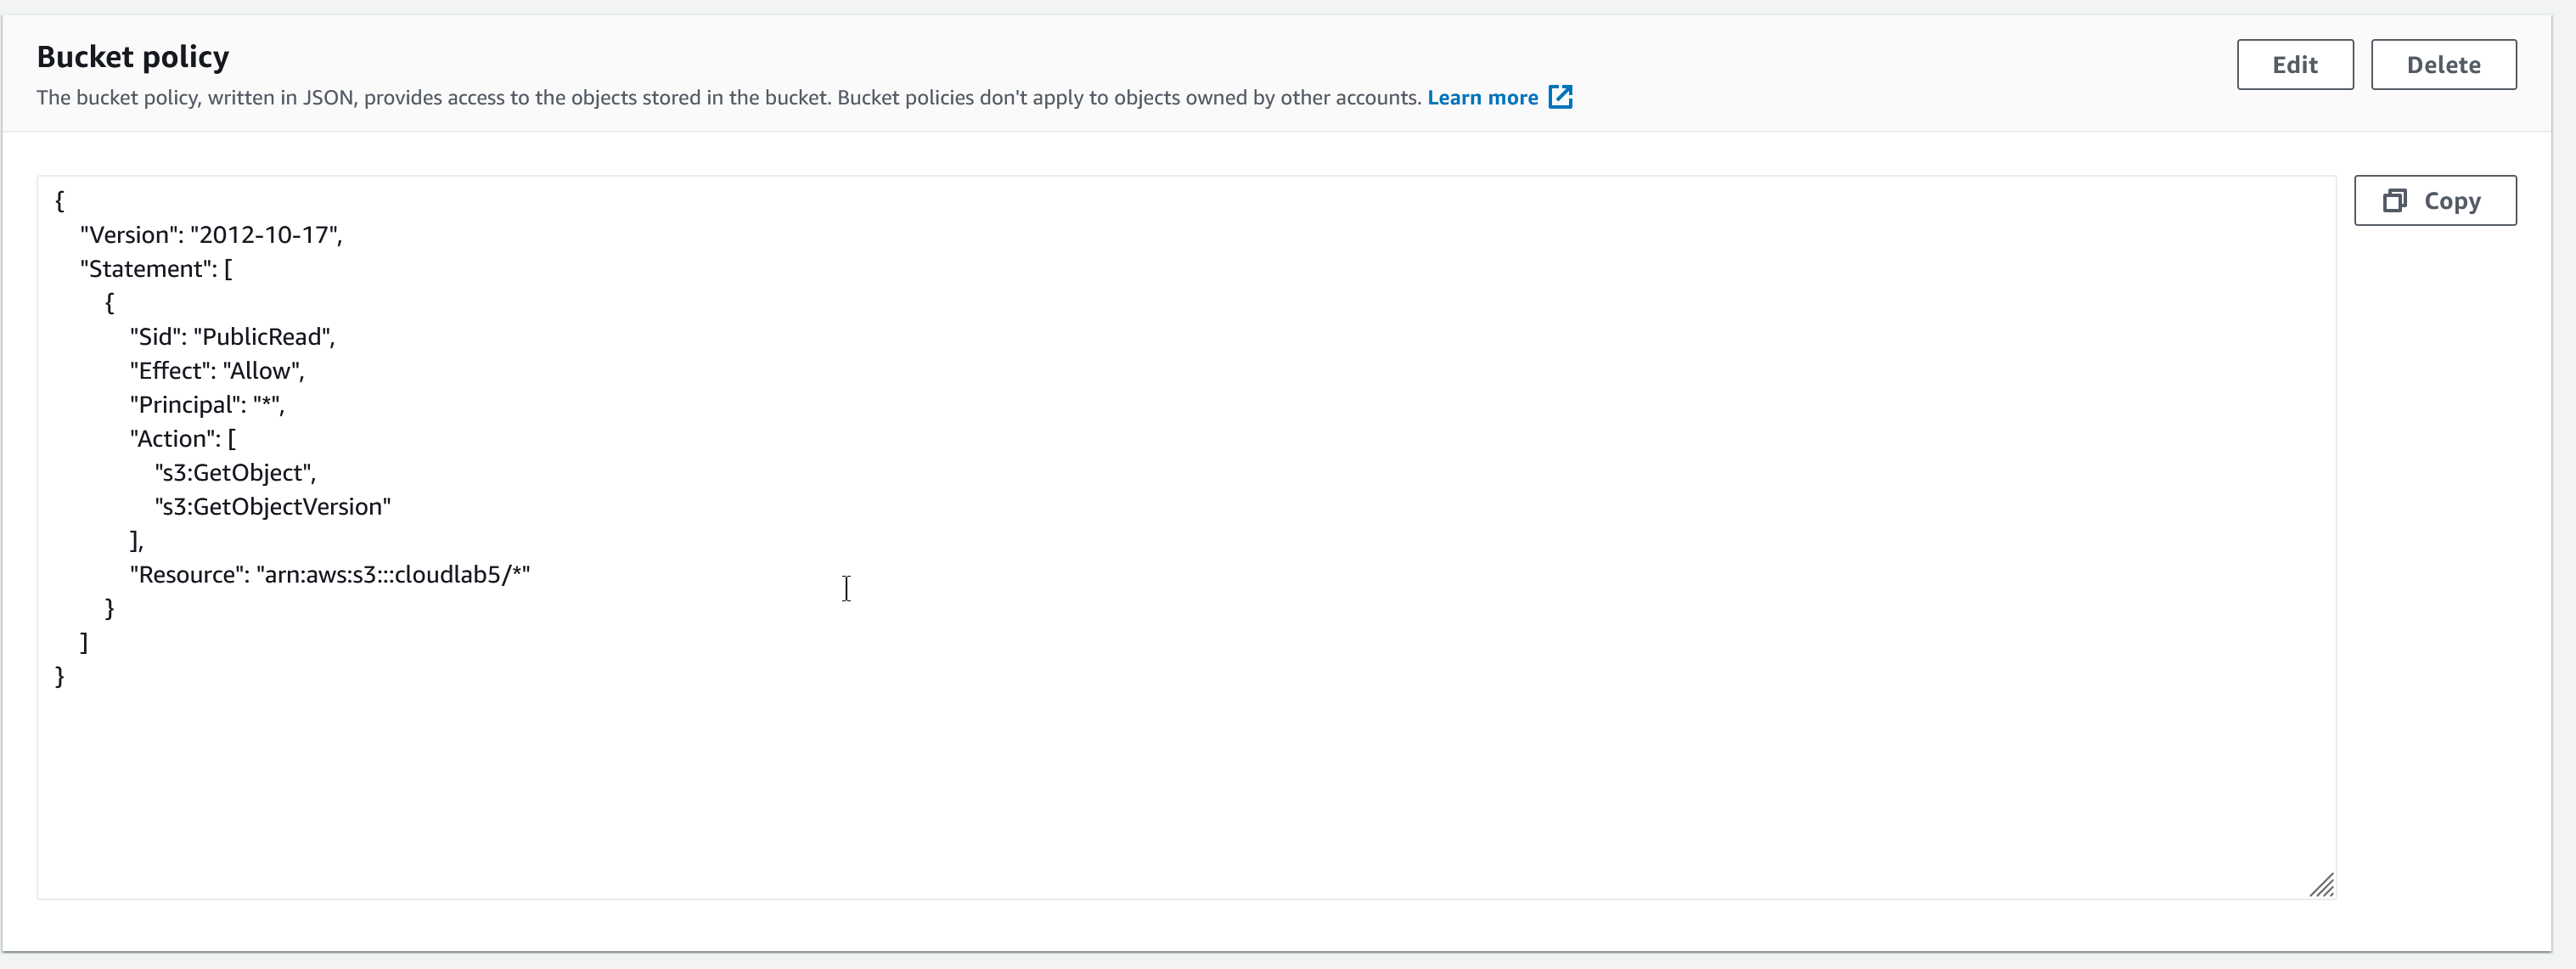 Bucket policy
Edit
Delete
The bucket policy, written in JSON, provides access to the objects stored in the bucket. Bucket policies don't apply to objects owned by other accounts. Learn more
Copy
{
"Version": "2012-10-17",
"Statement": [
{
"Sid": "PublicRead",
"Effect": "Allow",
"Principal": "*",
"Action": [
"s3:GetObject",
"s3:GetObjectVersion"
],
"Resource": "arn:aws:s3:::cloudlab5/*"
}
]
}